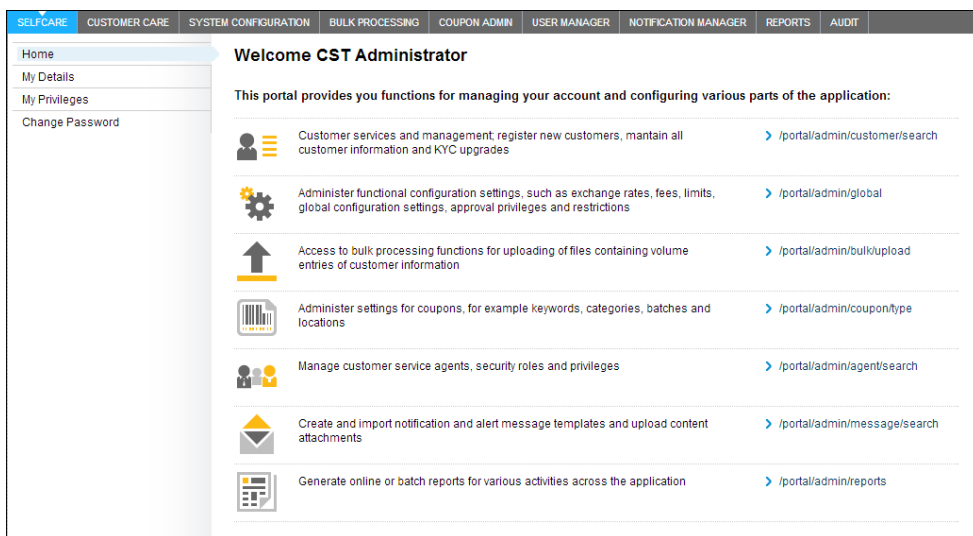 SELFCARE CUSTOMER CARE SYSTEM CONFIGURATION BULK PROCESSING COUPON ADMIN USER MANAGER NOTIFICATION MANAGER REPORTS AUDIT
Home
My Details
My Privileges
Change Password
Welcome CST Administrator
This portal provides you functions for managing your account and configuring various parts of the application:
Customer services and management; register new customers, mantain all
customer information and KYC upgrades
/portal/admin/customer/search
Administer functional configuration settings, such as exchange rates, fees, limits,
global configuration settings, approval privileges and restrictions
/portal/admin/global
Access to bulk processing functions for uploading of files containing volume
entries of customer information
/portal/admin/bulk/upload
Administer settings for coupons, for example keywords, categories, batches and
locations
/portal/admin/coupon/type
Manage customer service agents, security roles and privileges
/portal/admin/agent/search
Create and import notification and alert message templates and upload content
attachments
/portal/admin/message/search
Generate online or batch reports for various activities across the application
/portal/admin/reports